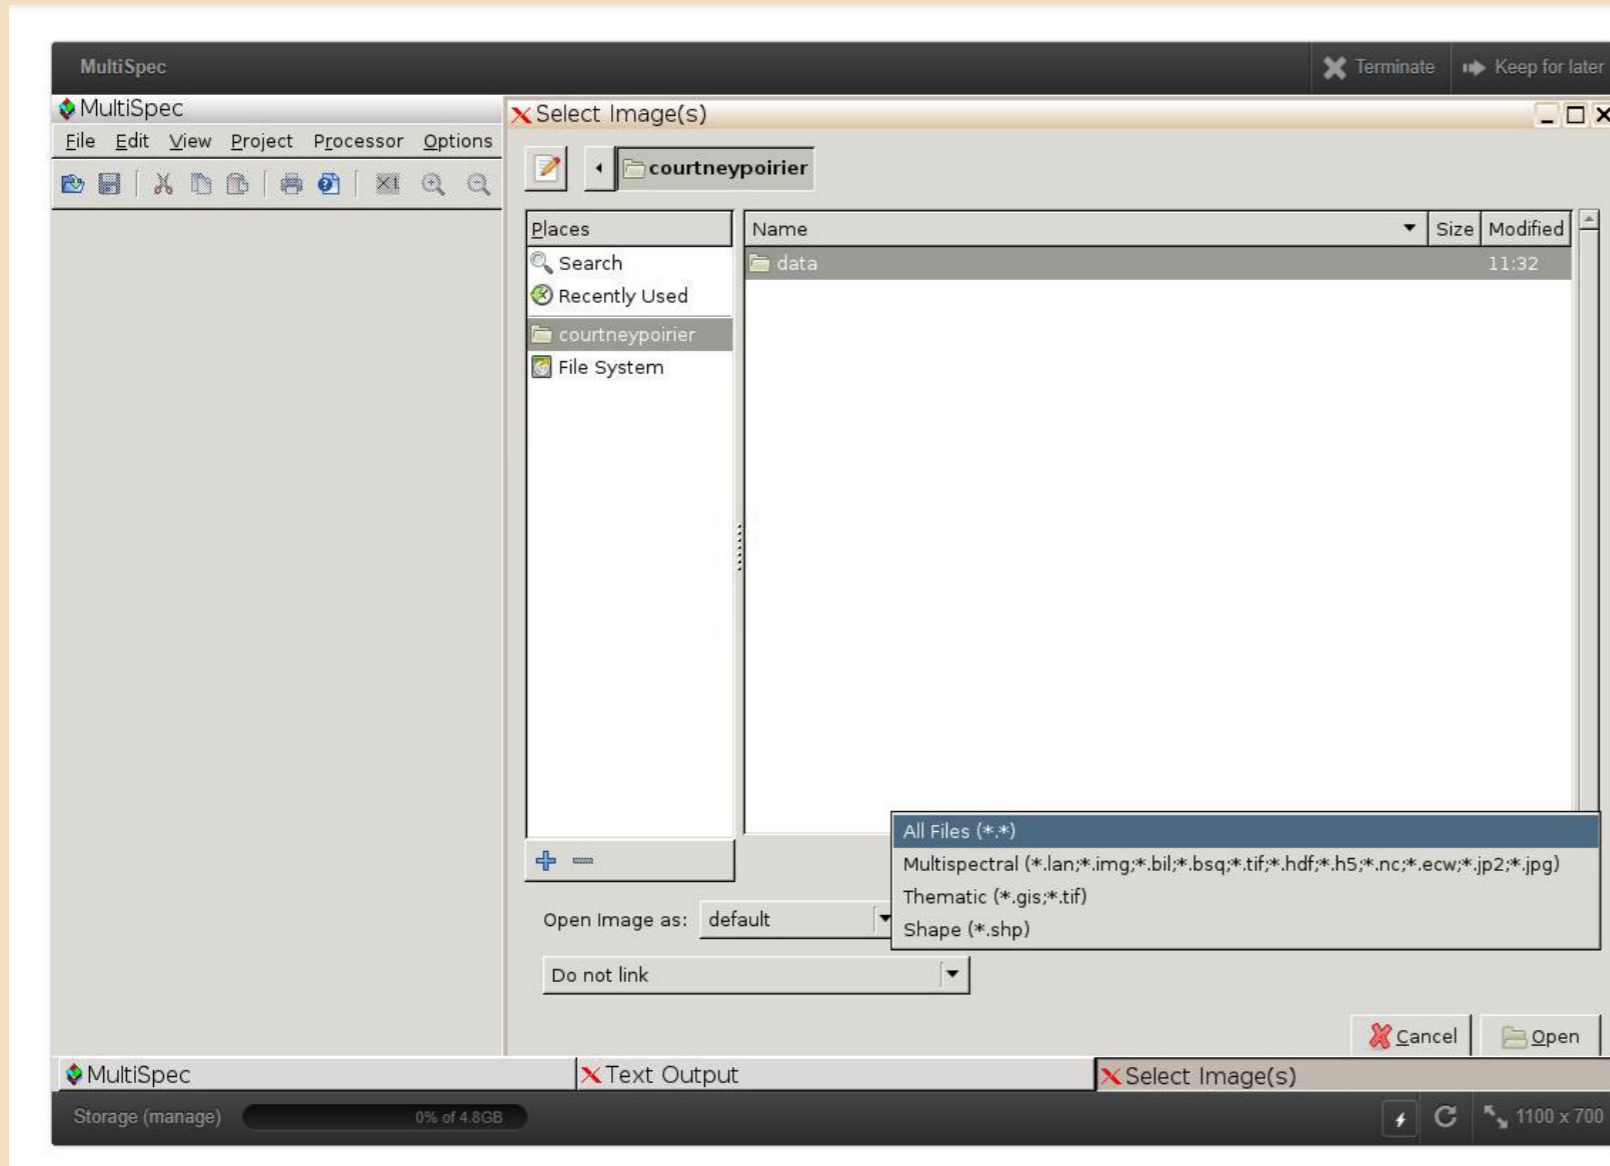 MultiSpec
Terminate
Keep for later
MultiSpec
File Edit View Project Processor Options
X1
Select Image(s)
courtneypoirier
Places
Search
Recently Used
courtneypoirier
File System
Name Size Modified
data 11:32
All Files (*.*)
Multispectral (*.lan;*.img;*.bil;*.bsq;*.tif;*.hdf;*.h5;*.nc;*.ecw;*.jp2;*.jpg)
Thematic (*.gis;*.tif)
Shape (*.shp)
Open Image as: default
Do not link
Cancel Open
MultiSpec
Text Output
Select Image(s)
Storage (manage) 0% of 4.8GB
1100 x 700